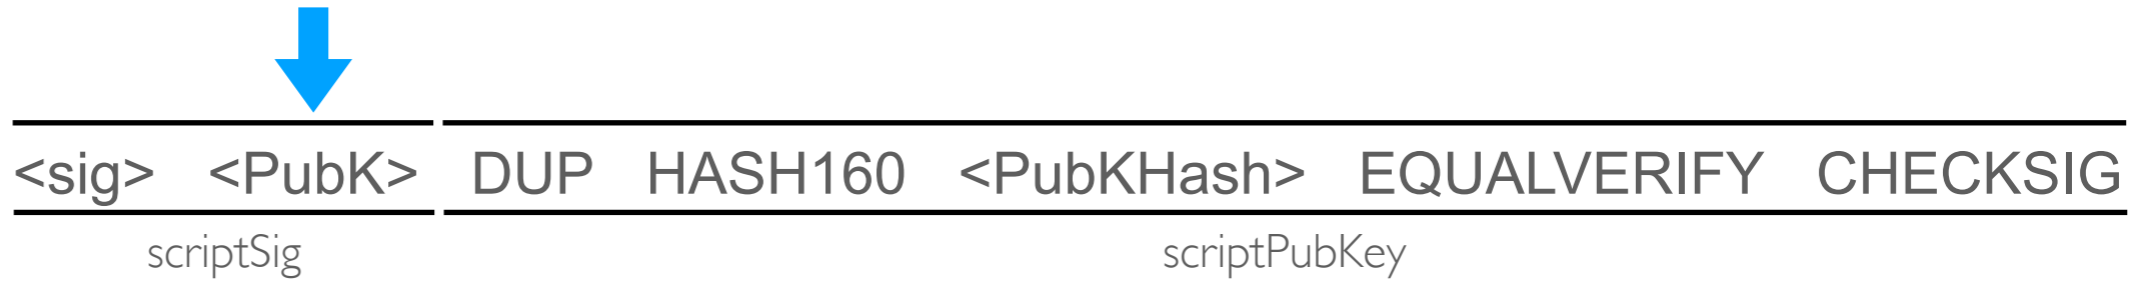 <sig> <PubK> DUP HASH160 <PubKHash> EQUALVERIFY CHECKSIG
scriptSig scriptPubKey